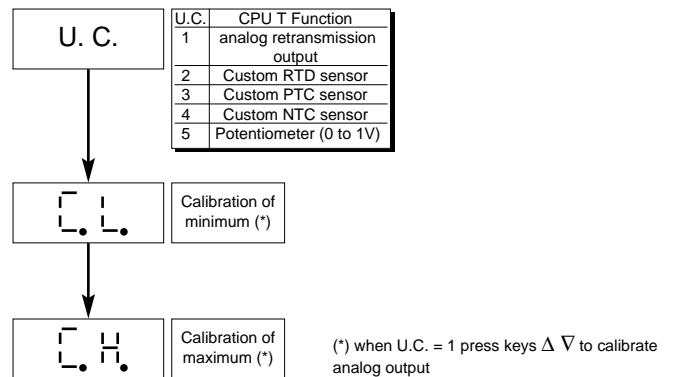 U. C.
U.C. CPU T Function
1 analog retransmission
output
2 Custom RTD sensor
3 Custom PTC sensor
4 Custom NTC sensor
5 Potentiometer (0 to 1V)
C. L.
Calibration of
minimum (*)
C. H.
Calibration of
maximum (*)
(*) when U.C. = 1 press keys Δ ∇ to calibrate
analog output